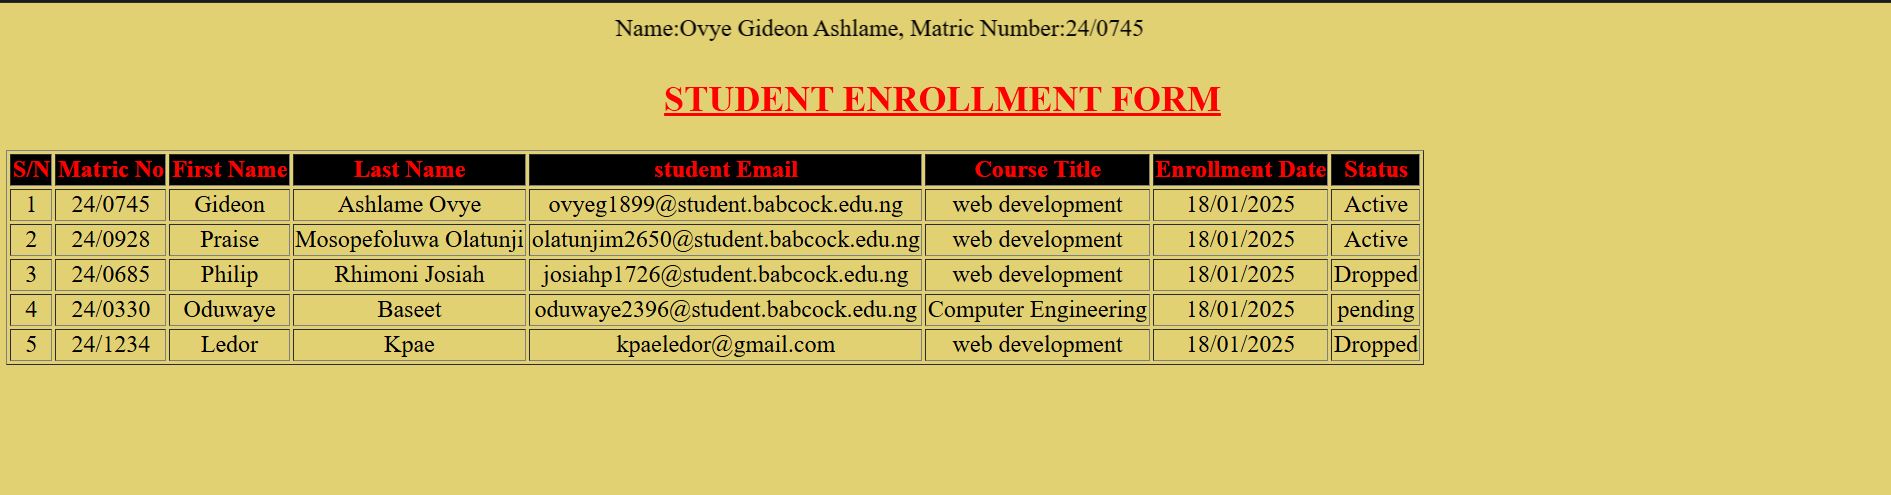 Name:Ovye Gideon Ashlame, Matric Number:24/0745
STUDENT ENROLLMENT FORM
S/N Matric No First Name Last Name student Email Course Title Enrollment Date Status
1 24/0745 Gideon Ashlame Ovye ovyeg1899@student.babcock.edu.ng web development 18/01/2025 Active
2 24/0928 Praise Mosopefoluwa Olatunji olatunjim2650@student.babcock.edu.ng web development 18/01/2025 Active
3 24/0685 Philip Rhimoni Josiah josiahp1726@student.babcock.edu.ng web development 18/01/2025 Dropped
4 24/0330 Oduwaye Baseet oduwaye2396@student.babcock.edu.ng Computer Engineering 18/01/2025 pending
5 24/1234 Ledor Kpae kpaeledor@gmail.com web development 18/01/2025 Dropped